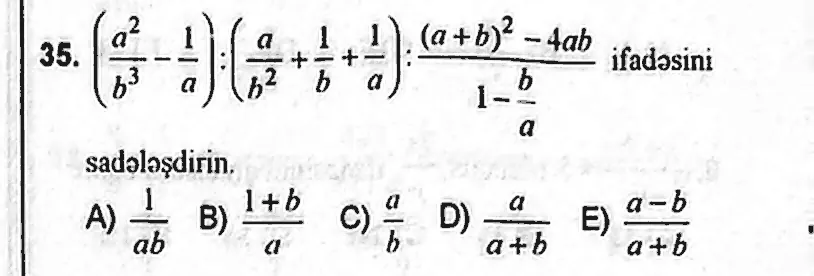 35. (a²/b³ − 1/a) : (a/b² + 1/b + 1/a) : ((a+b)² − 4ab)/(1 − b/a) ifadəsini
sadələşdirin.
A) 1/ab B) (1+b)/a C) a/b D) a/(a+b) E) (a−b)/(a+b)